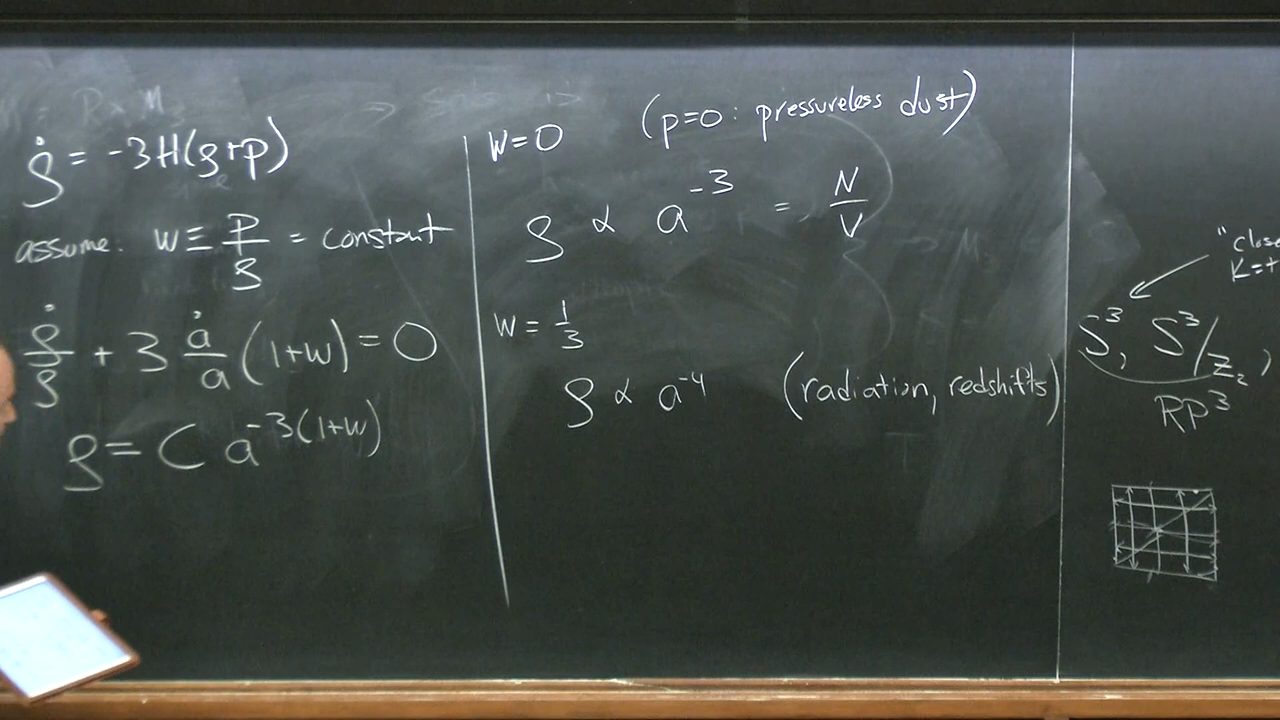 ρ̇ = -3H(ρ+p)
assume: w ≡ p/ρ = constant
ρ̇/ρ + 3 ȧ/a (1+w) = 0
ρ = C a^{-3(1+w)}
w=0 (p=0: pressureless dust)
ρ ∝ a^{-3} = N/V
w = 1/3
ρ ∝ a^{-4} (radiation, redshifts)
K=+
S³, S³/Z₂,
RP³